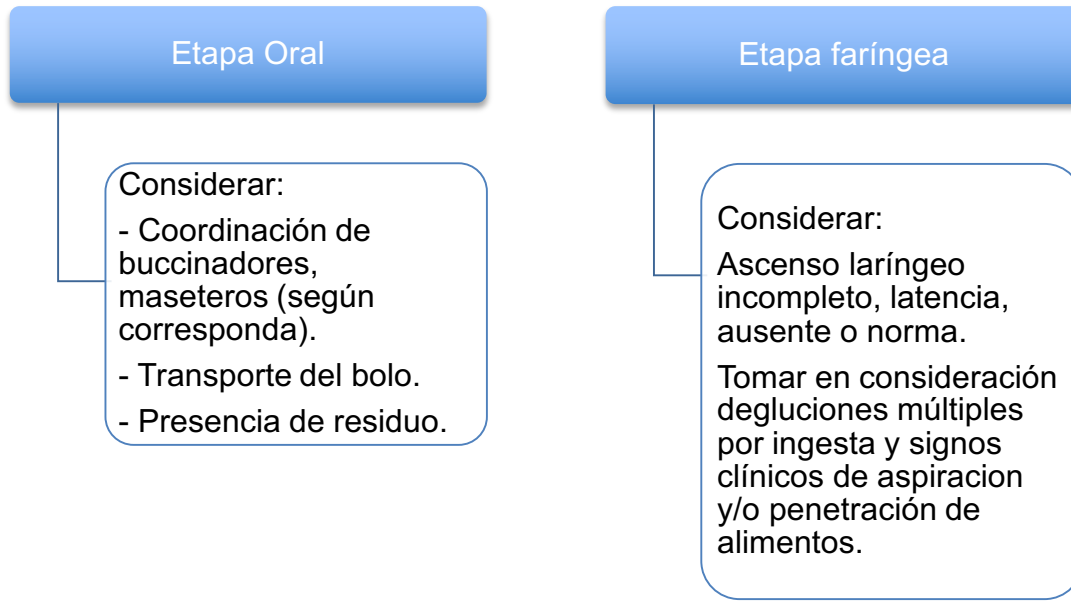 Etapa Oral
Considerar:
- Coordinación de
buccinadores,
maseteros (según
corresponda).
- Transporte del bolo.
- Presencia de residuo.
Etapa faríngea
Considerar:
Ascenso laríngeo
incompleto, latencia,
ausente o norma.
Tomar en consideración
degluciones múltiples
por ingesta y signos
clínicos de aspiracion
y/o penetración de
alimentos.